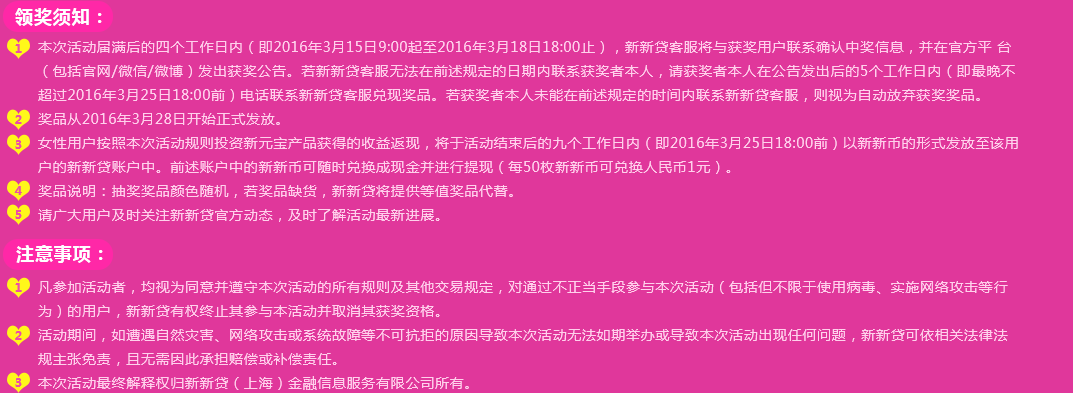 领奖须知：
1 本次活动届满后的四个工作日内（即2016年3月15日9:00起至2016年3月18日18:00止），新新贷客服将与获奖用户联系确认中奖信息，并在官方平 台
（包括官网/微信/微博）发出获奖公告。若新新贷客服无法在前述规定的日期内联系获奖者本人，请获奖者本人在公告发出后的5个工作日内（即最晚不
超过2016年3月25日18:00前）电话联系新新贷客服兑现奖品。若获奖者本人未能在前述规定的时间内联系新新贷客服，则视为自动放弃获奖奖品。
2 奖品从2016年3月28日开始正式发放。
3 女性用户按照本次活动规则投资新元宝产品获得的收益返现，将于活动结束后的九个工作日内（即2016年3月25日18:00前）以新新币的形式发放至该用
户的新新贷账户中。前述账户中的新新币可随时兑换成现金并进行提现（每50枚新新币可兑换人民币1元）。
4 奖品说明：抽奖奖品颜色随机，若奖品缺货，新新贷将提供等值奖品代替。
5 请广大用户及时关注新新贷官方动态，及时了解活动最新进展。
注意事项：
1 凡参加活动者，均视为同意并遵守本次活动的所有规则及其他交易规定，对通过不正当手段参与本次活动（包括但不限于使用病毒、实施网络攻击等行
为）的用户，新新贷有权终止其参与本活动并取消其获奖资格。
2 活动期间，如遭遇自然灾害、网络攻击或系统故障等不可抗拒的原因导致本次活动无法如期举办或导致本次活动出现任何问题，新新贷可依相关法律法
规主张免责，且无需因此承担赔偿或补偿责任。
3 本次活动最终解释权归新新贷（上海）金融信息服务有限公司所有。